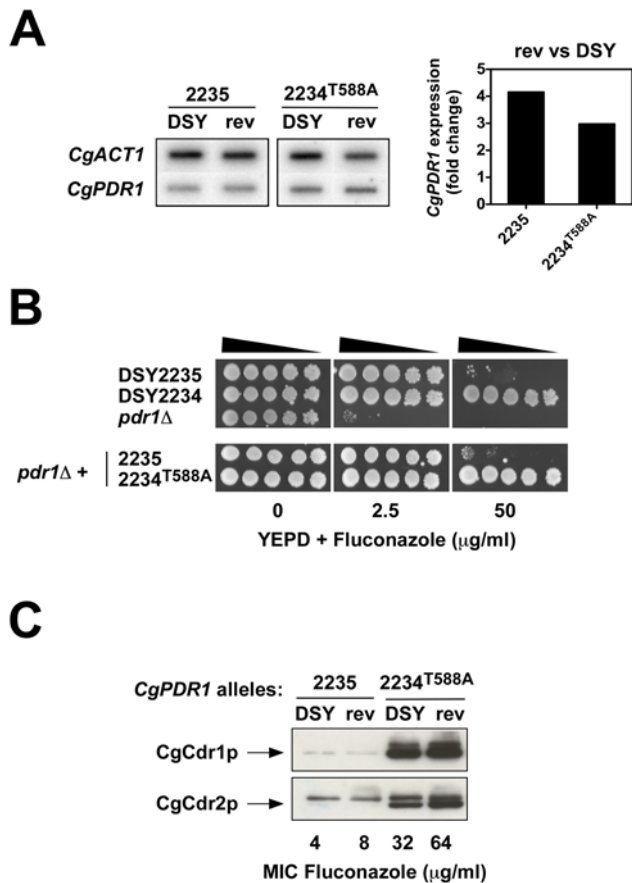 A
2235 2234T588A
DSY rev DSY rev
CgACT1
CgPDR1
rev vs DSY
CgPDR1 expression
(fold change)
5
4
3
2
1
0
2235
2234T588A
B
DSY2235
DSY2234
pdr1Δ
pdr1Δ + 2235
2234T588A
0 2.5 50
YEPD + Fluconazole (μg/ml)
C
CgPDR1 alleles: 2235 2234T588A
DSY rev DSY rev
CgCdr1p
CgCdr2p
4 8 32 64
MIC Fluconazole (μg/ml)